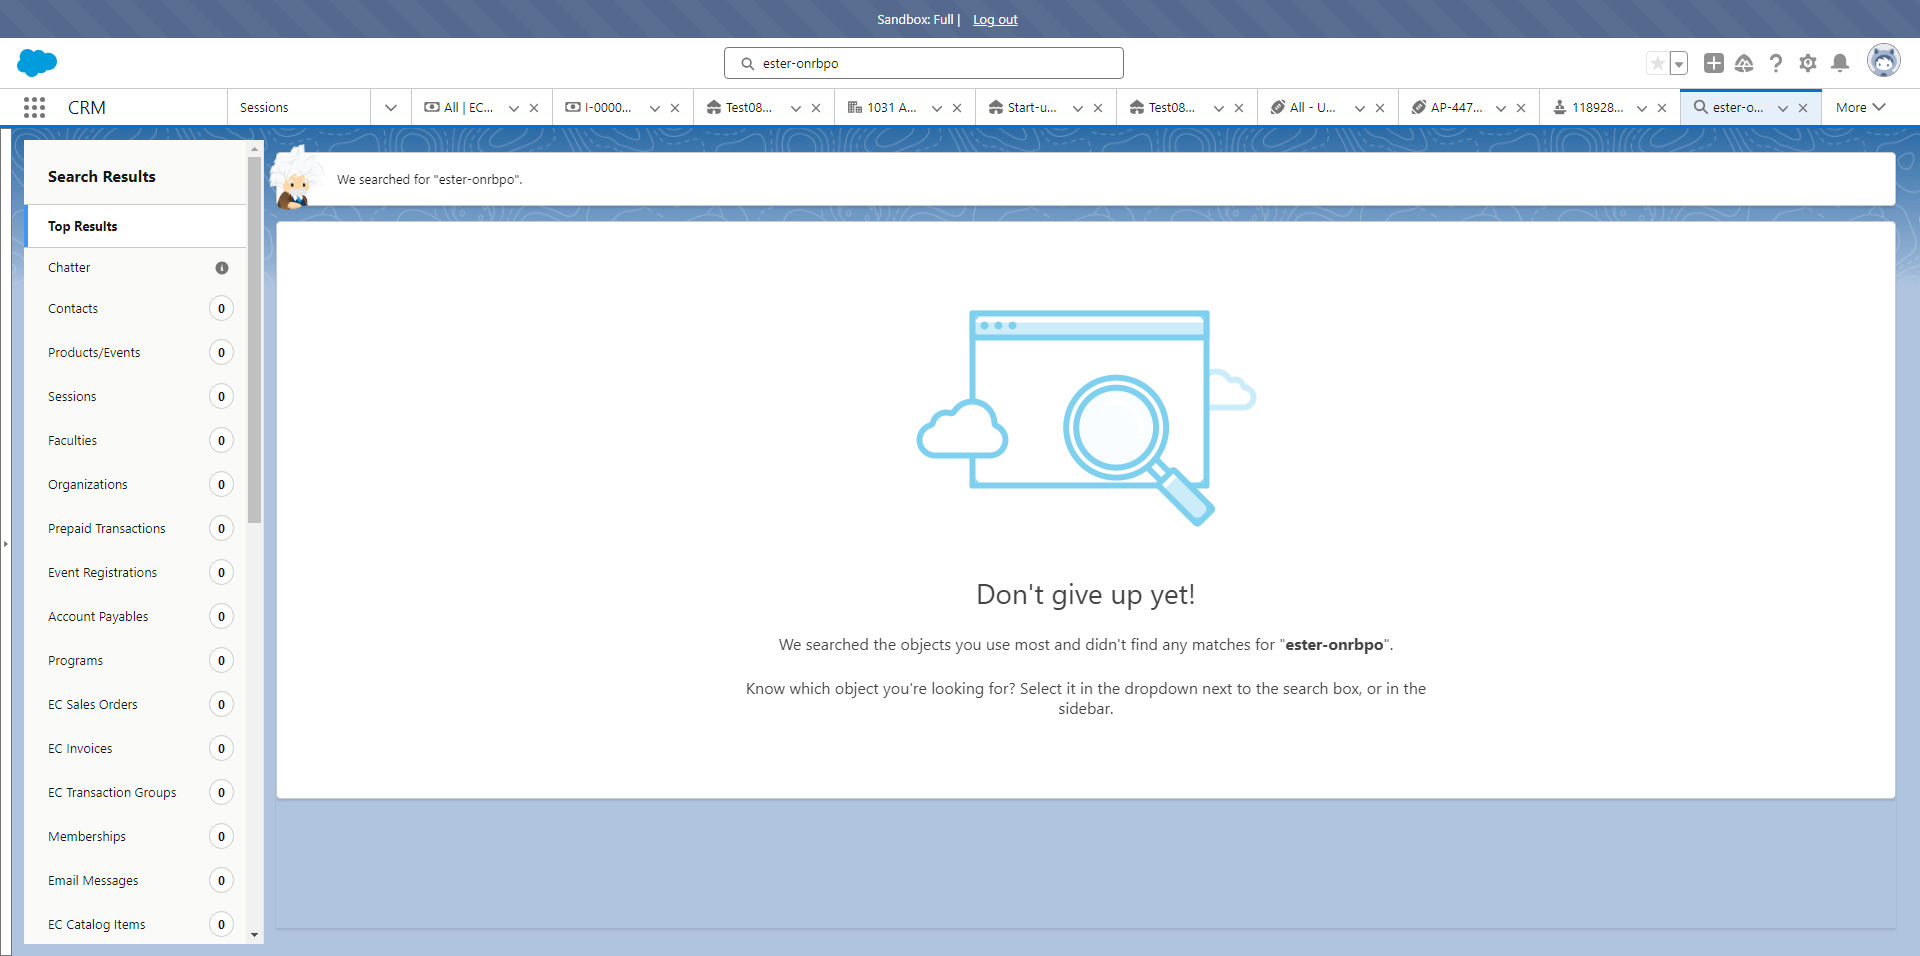 Sandbox: Full | Log out
ester-onrbpo
CRM
Sessions
All | EC...
I-0000...
Test08...
1031 A...
Start-u...
Test08...
All - U...
AP-447...
118928...
ester-o...
More
Search Results
Top Results
Chatter
Contacts 0
Products/Events 0
Sessions 0
Faculties 0
Organizations 0
Prepaid Transactions 0
Event Registrations 0
Account Payables 0
Programs 0
EC Sales Orders 0
EC Invoices 0
EC Transaction Groups 0
Memberships 0
Email Messages 0
EC Catalog Items 0
We searched for "ester-onrbpo".
Don't give up yet!
We searched the objects you use most and didn't find any matches for "ester-onrbpo".
Know which object you're looking for? Select it in the dropdown next to the search box, or in the
sidebar.